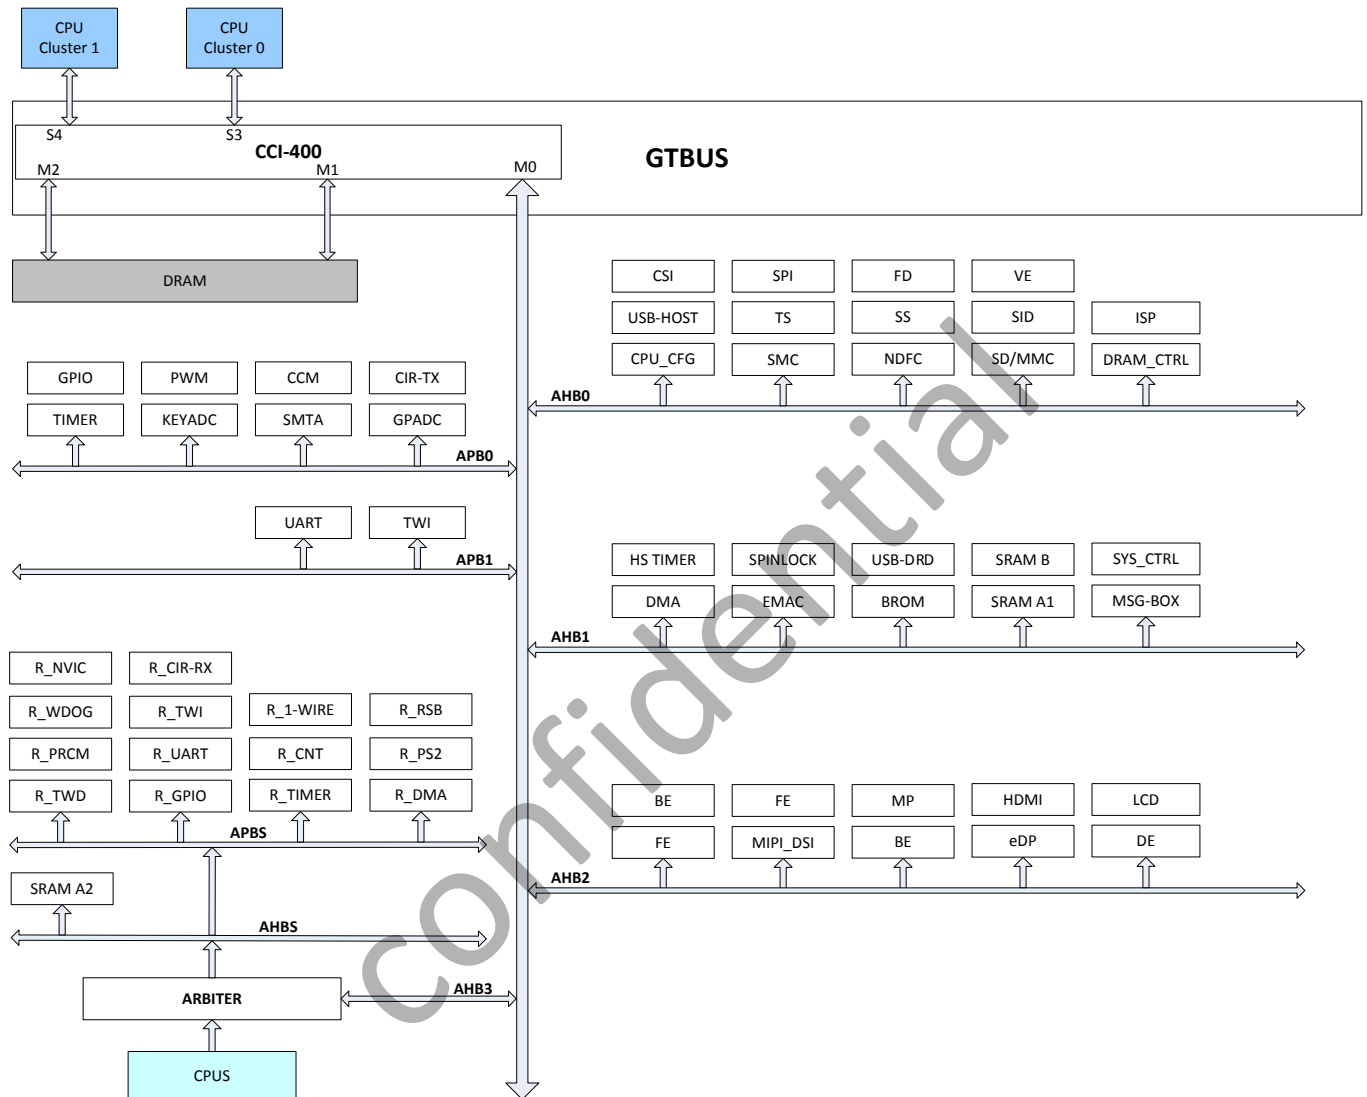 CPU
Cluster 1
CPU
Cluster 0
S4
S3
CCI-400
M2
M1
M0
GTBUS
DRAM
CSI
SPI
FD
VE
USB-HOST
TS
SS
SID
ISP
CPU_CFG
SMC
NDFC
SD/MMC
DRAM_CTRL
AHB0
GPIO
PWM
CCM
CIR-TX
TIMER
KEYADC
SMTA
GPADC
APB0
UART
TWI
APB1
HS TIMER
SPINLOCK
USB-DRD
SRAM B
SYS_CTRL
DMA
EMAC
BROM
SRAM A1
MSG-BOX
AHB1
R_NVIC
R_CIR-RX
R_WDOG
R_TWI
R_1-WIRE
R_RSB
R_PRCM
R_UART
R_CNT
R_PS2
R_TWD
R_GPIO
R_TIMER
R_DMA
APBS
BE
FE
MP
HDMI
LCD
FE
MIPI_DSI
BE
eDP
DE
AHB2
SRAM A2
AHBS
ARBITER
AHB3
CPUS
confidential